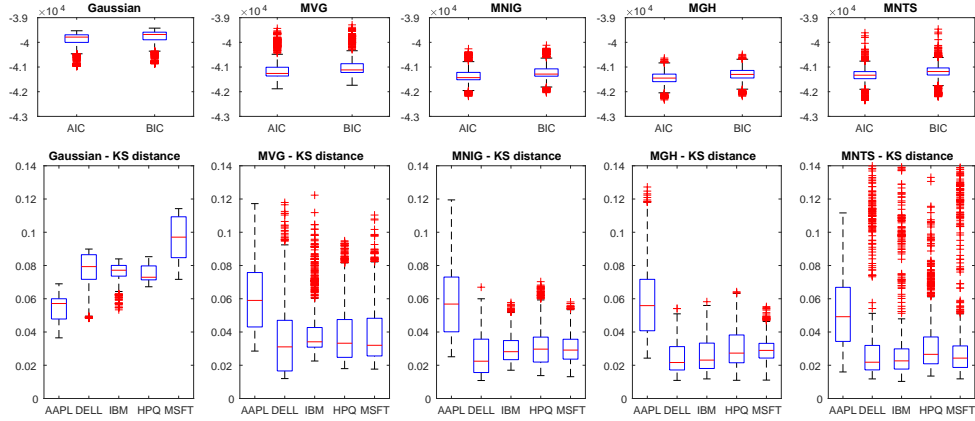 Gaussian MVG MNIG MGH MNTS
× 10⁴ × 10⁴ × 10⁴ × 10⁴ × 10⁴
-3.9 -3.9 -3.9 -3.9 -3.9
-4 -4 -4 -4 -4
-4.1 -4.1 -4.1 -4.1 -4.1
-4.2 -4.2 -4.2 -4.2 -4.2
-4.3 -4.3 -4.3 -4.3 -4.3
AIC BIC AIC BIC AIC BIC AIC BIC AIC BIC
Gaussian - KS distance MVG - KS distance MNIG - KS distance MGH - KS distance MNTS - KS distance
0.14 0.14 0.14 0.14 0.14
0.12 0.12 0.12 0.12 0.12
0.1 0.1 0.1 0.1 0.1
0.08 0.08 0.08 0.08 0.08
0.06 0.06 0.06 0.06 0.06
0.04 0.04 0.04 0.04 0.04
0.02 0.02 0.02 0.02 0.02
0 0 0 0 0
AAPL DELL IBM HPQ MSFT AAPL DELL IBM HPQ MSFT AAPL DELL IBM HPQ MSFT AAPL DELL IBM HPQ MSFT AAPL DELL IBM HPQ MSFT